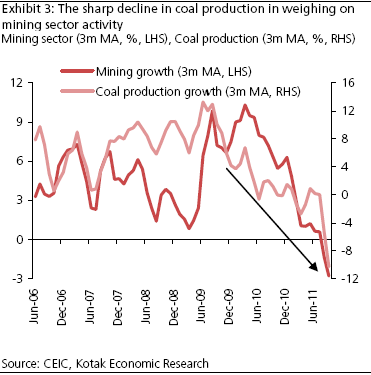 Exhibit 3: The sharp decline in coal production in weighing on
mining sector activity
Mining sector (3m MA, %, LHS), Coal production (3m MA, %, RHS)
Mining growth (3m MA, LHS)
Coal production growth (3m MA, RHS)
12
9
6
3
0
-3
16
12
8
4
0
-4
-8
-12
Jun-06
Dec-06
Jun-07
Dec-07
Jun-08
Dec-08
Jun-09
Dec-09
Jun-10
Dec-10
Jun-11
Source: CEIC, Kotak Economic Research